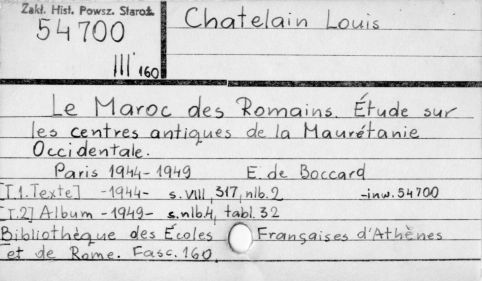 Zakł. Hist. Powsz. Staroż.
54700
III 160
Chatelain Louis
Le Maroc des Romains. Étude sur
les centres antiques de la Maurétanie
Occidentale.
Paris 1944-1949 E. de Boccard
[T.1. Texte] -1944- s. VIII, 317, nlb. 2 -inw. 54700
[T.2] Album -1949- s. nlb. 4, tabl. 32
Bibliothèque des Écoles Françaises d'Athènes
et de Rome. Fasc. 160.